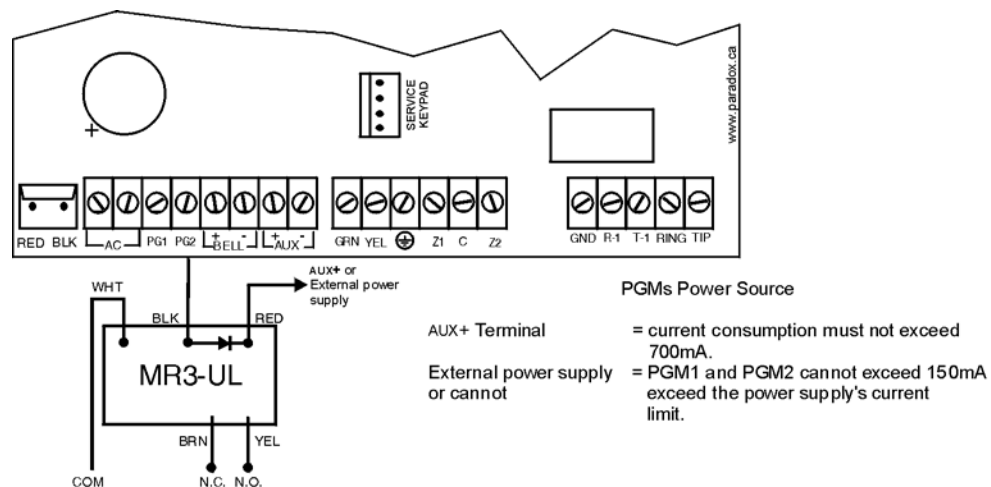 SERVICE
KEYPAD
www.paradox.ca
RED BLK AC PG1 PG2 + BELL - + AUX - GRN YEL Z1 C Z2 GND R-1 T-1 RING TIP
+
WHT
BLK
RED
AUX+ or
External power
supply
MR3-UL
BRN
YEL
COM
N.C.
N.O.
PGMs Power Source
AUX+ Terminal = current consumption must not exceed
700mA.
External power supply = PGM1 and PGM2 cannot exceed 150mA
or cannot exceed the power supply's current
limit.